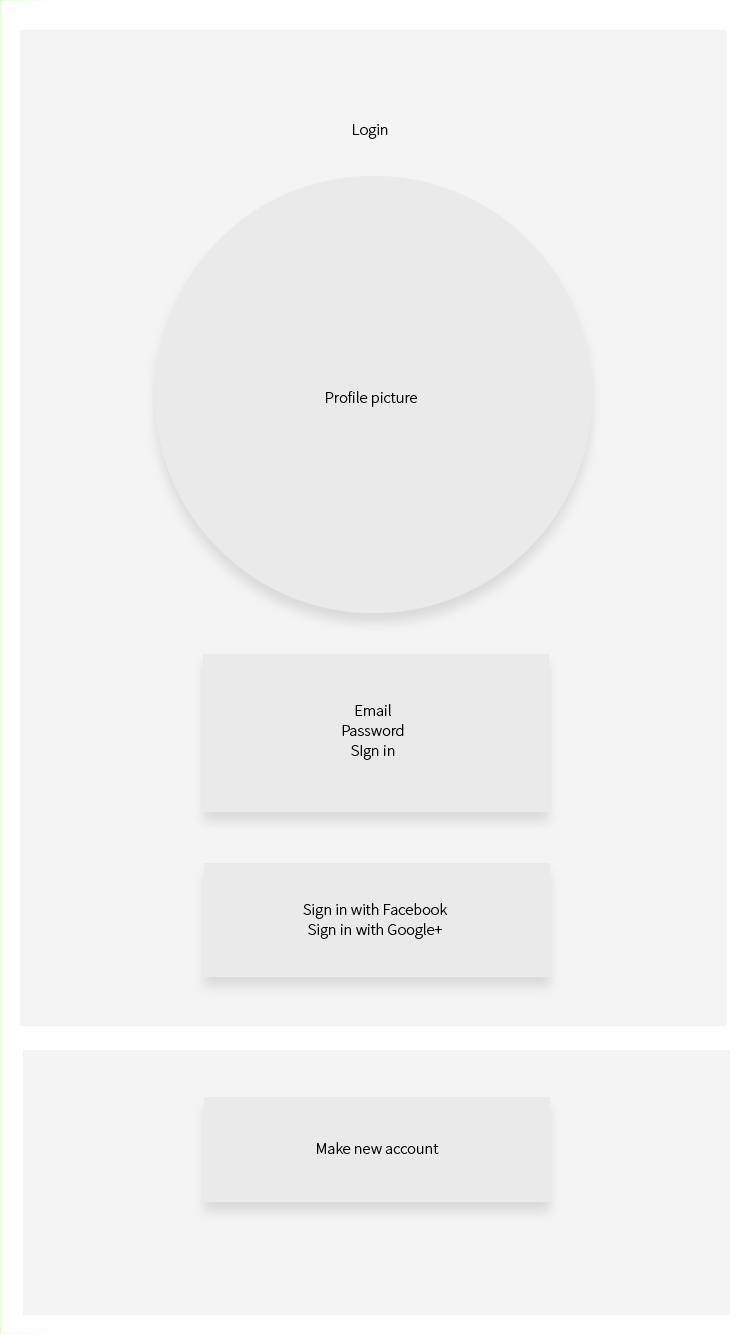 Login
Profile picture
Email
Password
SIgn in
Sign in with Facebook
Sign in with Google+
Make new account